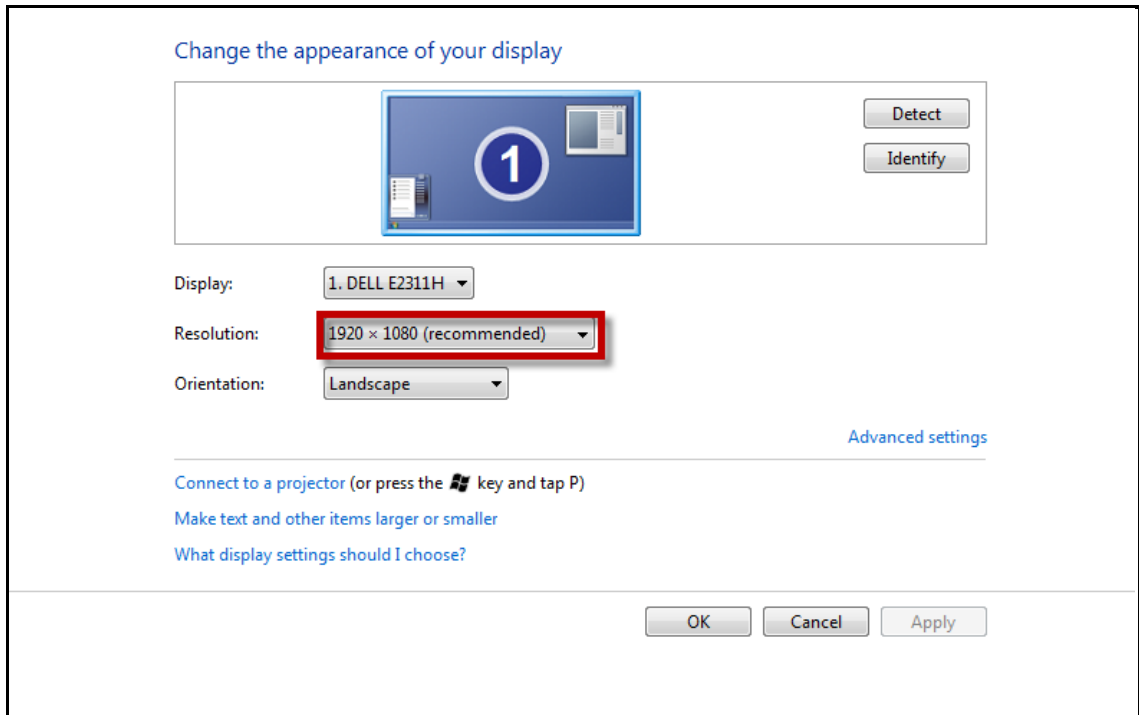 Change the appearance of your display
1
Detect
Identify
Display:
1. DELL E2311H
Resolution:
1920 × 1080 (recommended)
Orientation:
Landscape
Advanced settings
Connect to a projector (or press the key and tap P)
Make text and other items larger or smaller
What display settings should I choose?
OK
Cancel
Apply